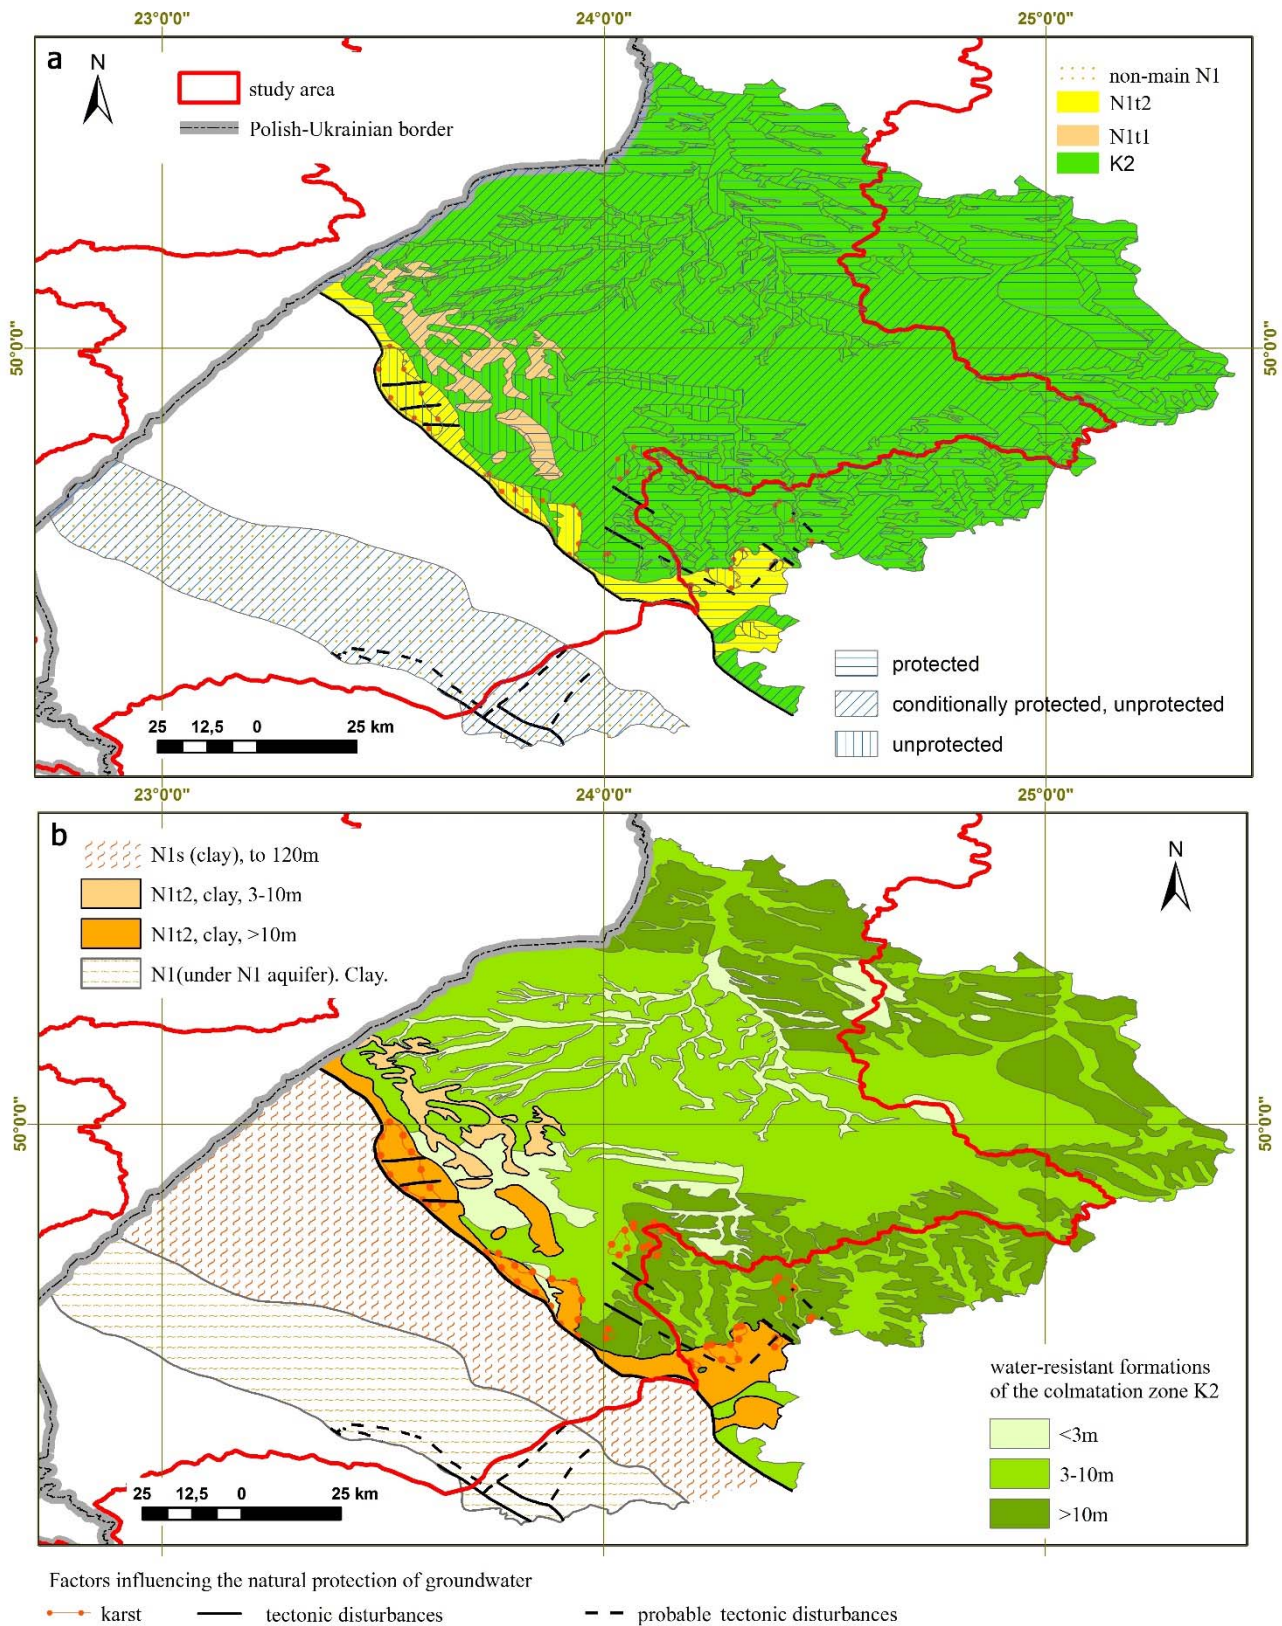 23°0'0"
24°0'0"
25°0'0"
a
N
study area
Polish-Ukrainian border
non-main N1
N1t2
N1t1
K2
50°0'0"
50°0'0"
protected
conditionally protected, unprotected
unprotected
25 12,5 0 25 km
23°0'0"
24°0'0"
25°0'0"
b
N
N1s (clay), to 120m
N1t2, clay, 3-10m
N1t2, clay, >10m
N1(under N1 aquifer). Clay.
50°0'0"
50°0'0"
water-resistant formations
of the colmatation zone K2
<3m
3-10m
>10m
25 12,5 0 25 km
Factors influencing the natural protection of groundwater
karst tectonic disturbances probable tectonic disturbances